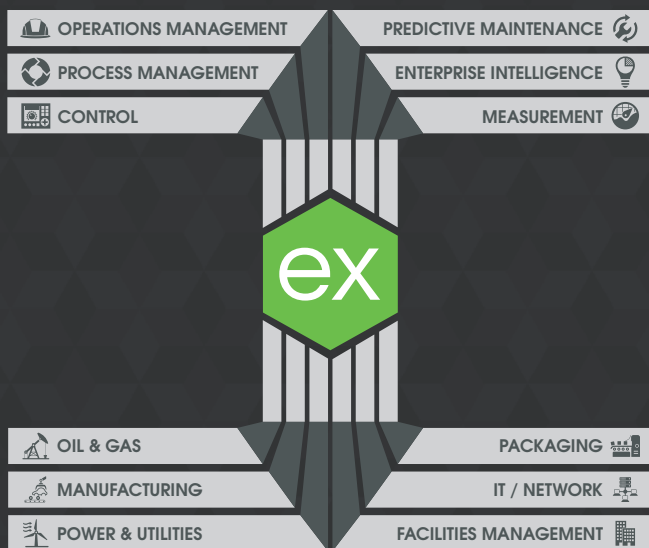 OPERATIONS MANAGEMENT
PREDICTIVE MAINTENANCE
PROCESS MANAGEMENT
ENTERPRISE INTELLIGENCE
CONTROL
MEASUREMENT
ex
OIL & GAS
PACKAGING
MANUFACTURING
IT / NETWORK
POWER & UTILITIES
FACILITIES MANAGEMENT